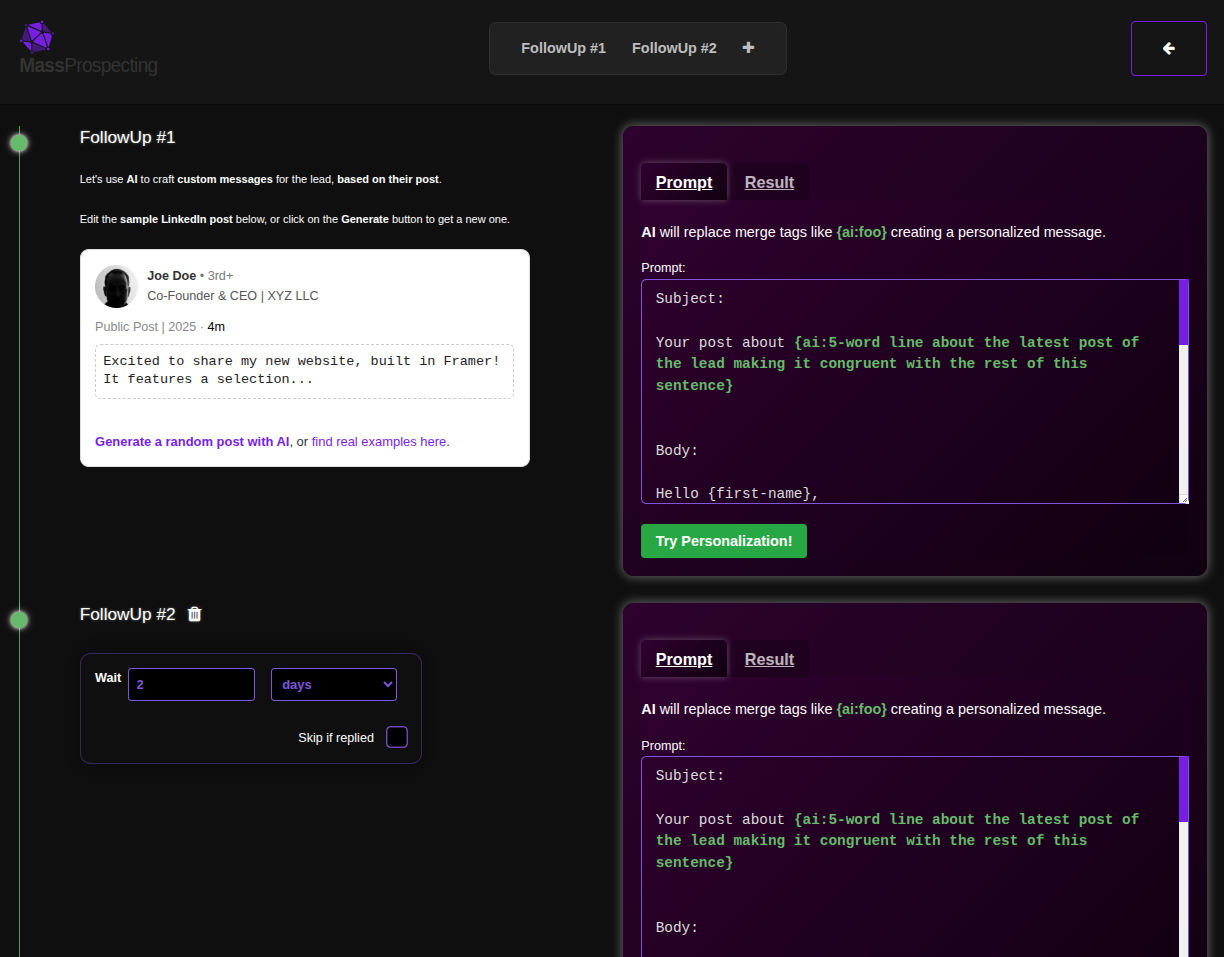 MassProspecting
FollowUp #1 FollowUp #2
FollowUp #1
Let's use AI to craft custom messages for the lead, based on their post.
Edit the sample LinkedIn post below, or click on the Generate button to get a new one.
Joe Doe • 3rd+
Co-Founder & CEO | XYZ LLC
Public Post | 2025 · 4m
Excited to share my new website, built in Framer!
It features a selection...
Generate a random post with AI, or find real examples here.
Prompt Result
AI will replace merge tags like {ai:foo} creating a personalized message.
Prompt:
Subject:
Your post about {ai:5-word line about the latest post of
the lead making it congruent with the rest of this
sentence}
Body:
Hello {first-name},
Try Personalization!
FollowUp #2
Wait 2 days
Skip if replied
Prompt Result
AI will replace merge tags like {ai:foo} creating a personalized message.
Prompt:
Subject:
Your post about {ai:5-word line about the latest post of
the lead making it congruent with the rest of this
sentence}
Body: